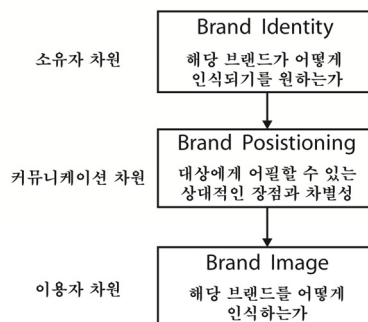 Brand Identity
소유자 차원
해당 브랜드가 어떻게
인식되기를 원하는가
Brand Posistioning
커뮤니케이션 차원
대상에게 어필할 수 있는
상대적인 장점과 차별성
Brand Image
이용자 차원
해당 브랜드를 어떻게
인식하는가